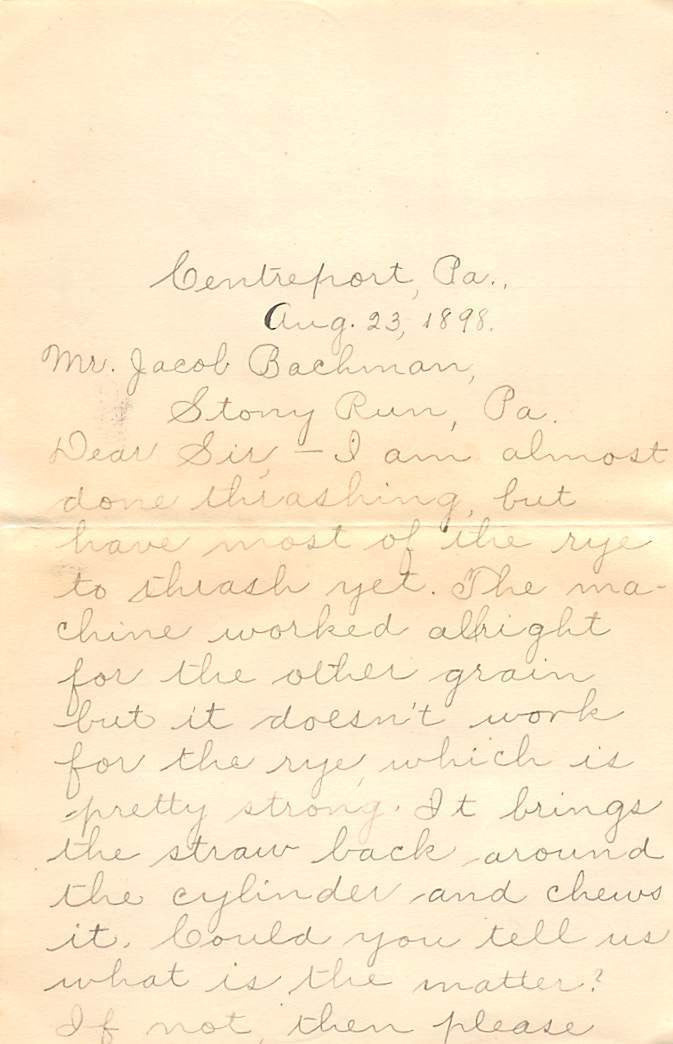 Centreport, Pa.,
Aug. 23, 1898.
Mr. Jacob Bachman,
Stony Run, Pa.
Dear Sir, – I am almost
done thrashing, but
have most of the rye
to thrash yet. The ma-
chine worked allright
for the other grain
but it doesn't work
for the rye, which is
pretty strong. It brings
the straw back around
the cylinder and chews
it. Could you tell us
what is the matter?
If not, then please